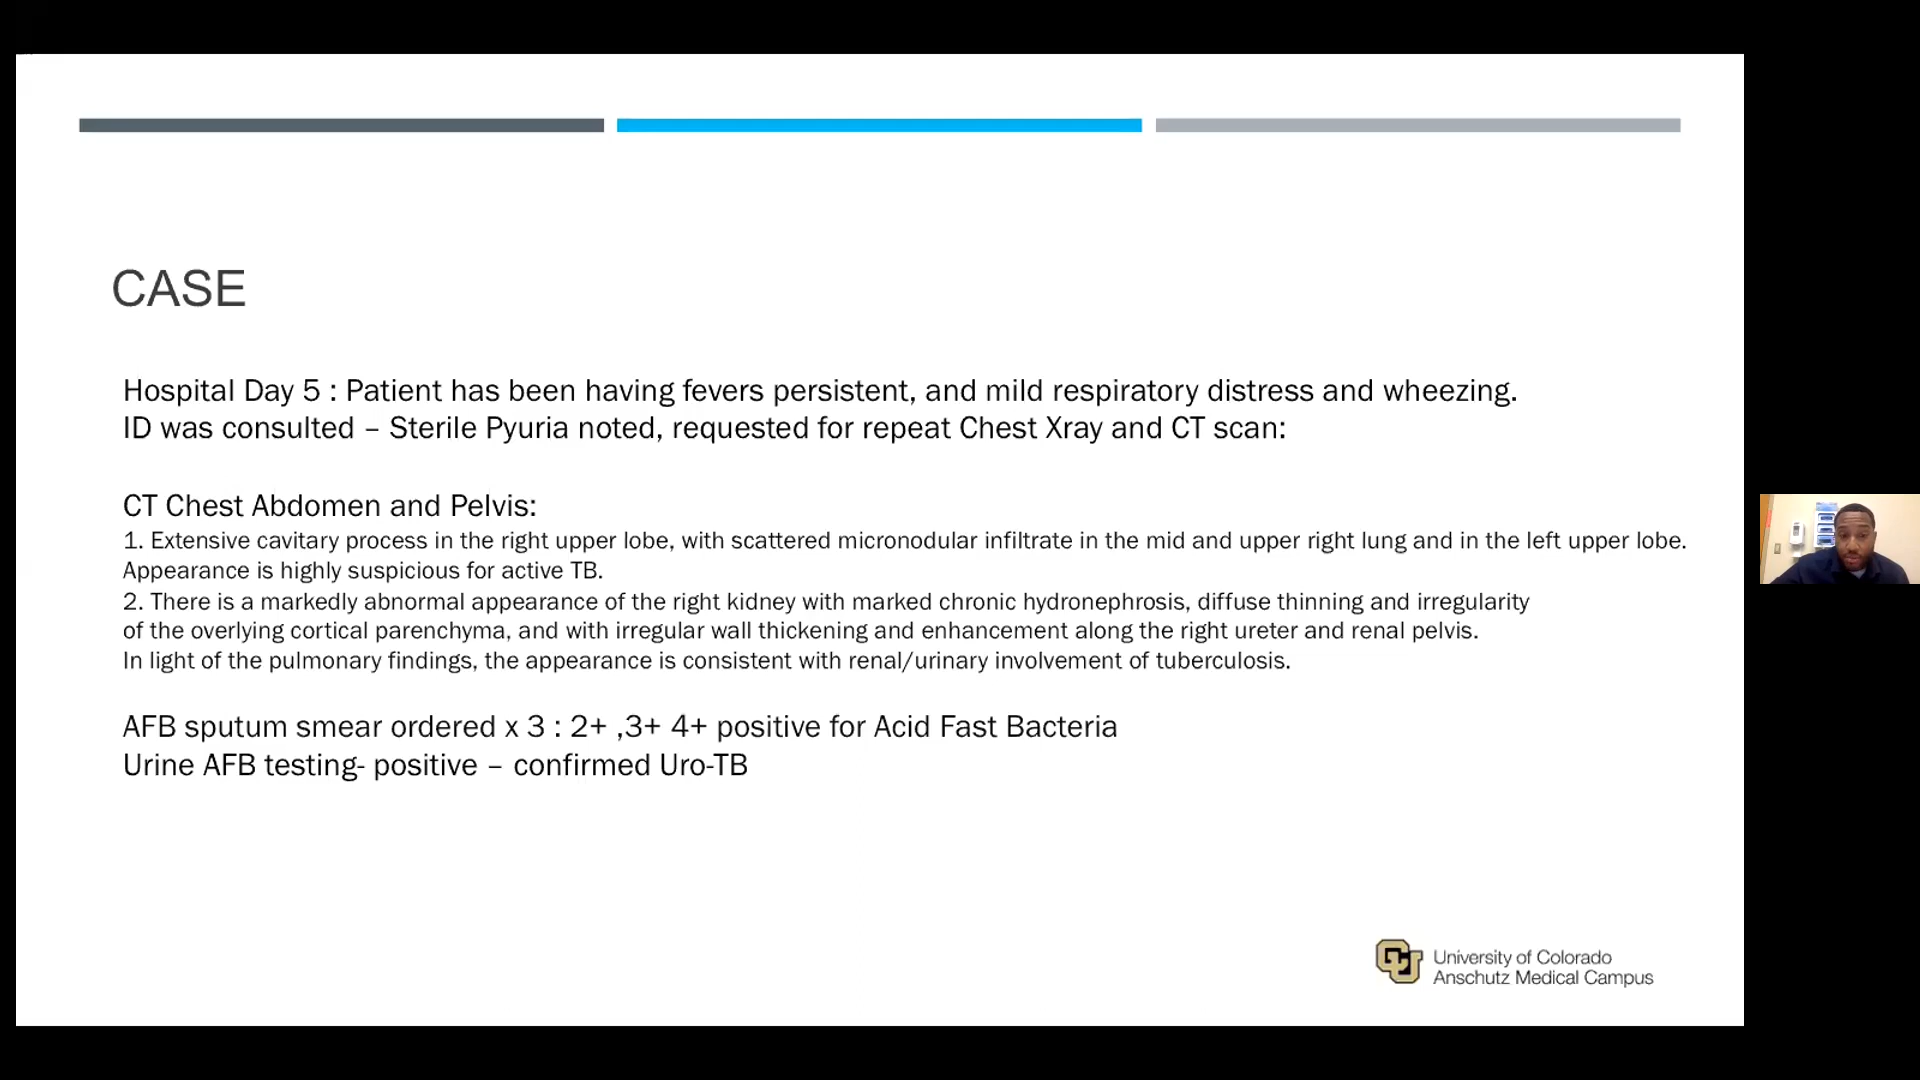 CASE
Hospital Day 5 : Patient has been having fevers persistent, and mild respiratory distress and wheezing.
ID was consulted – Sterile Pyuria noted, requested for repeat Chest Xray and CT scan:
CT Chest Abdomen and Pelvis:
1. Extensive cavitary process in the right upper lobe, with scattered micronodular infiltrate in the mid and upper right lung and in the left upper lobe.
Appearance is highly suspicious for active TB.
2. There is a markedly abnormal appearance of the right kidney with marked chronic hydronephrosis, diffuse thinning and irregularity
of the overlying cortical parenchyma, and with irregular wall thickening and enhancement along the right ureter and renal pelvis.
In light of the pulmonary findings, the appearance is consistent with renal/urinary involvement of tuberculosis.
AFB sputum smear ordered x 3 : 2+ ,3+ 4+ positive for Acid Fast Bacteria
Urine AFB testing- positive – confirmed Uro-TB
CU
University of Colorado
Anschutz Medical Campus